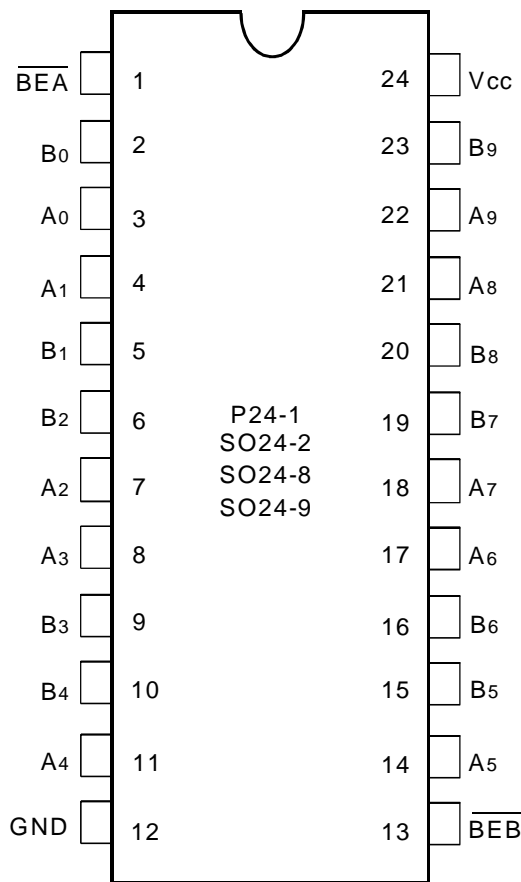 BEA 1 24 Vcc
B0 2 23 B9
A0 3 22 A9
A1 4 21 A8
B1 5 20 B8
B2 6 19 B7
P24-1
SO24-2
SO24-8
SO24-9
A2 7 18 A7
A3 8 17 A6
B3 9 16 B6
B4 10 15 B5
A4 11 14 A5
GND 12 13 BEB